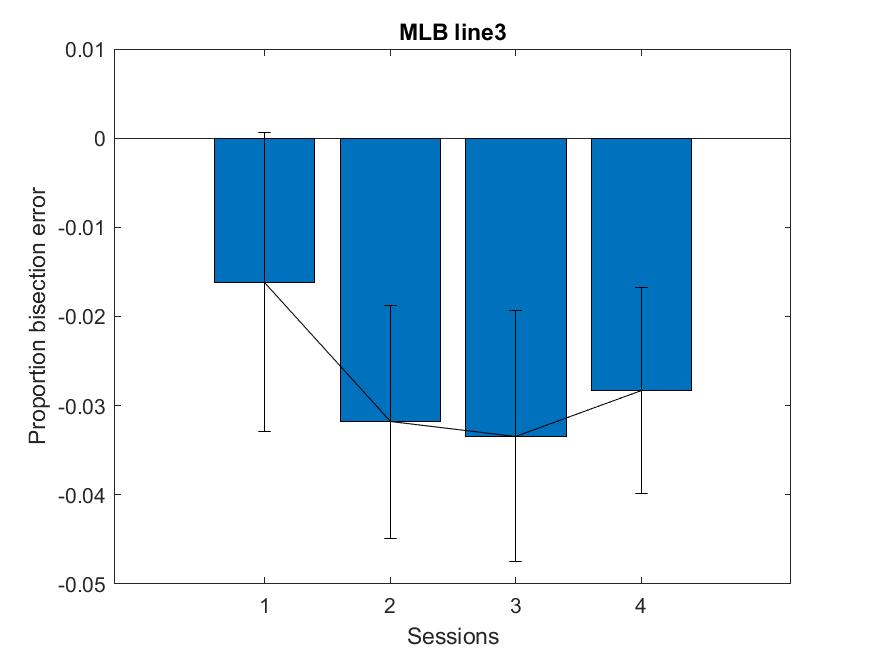 MLB line3
0.01
0
-0.01
-0.02
-0.03
-0.04
-0.05
Proportion bisection error
1 2 3 4
Sessions